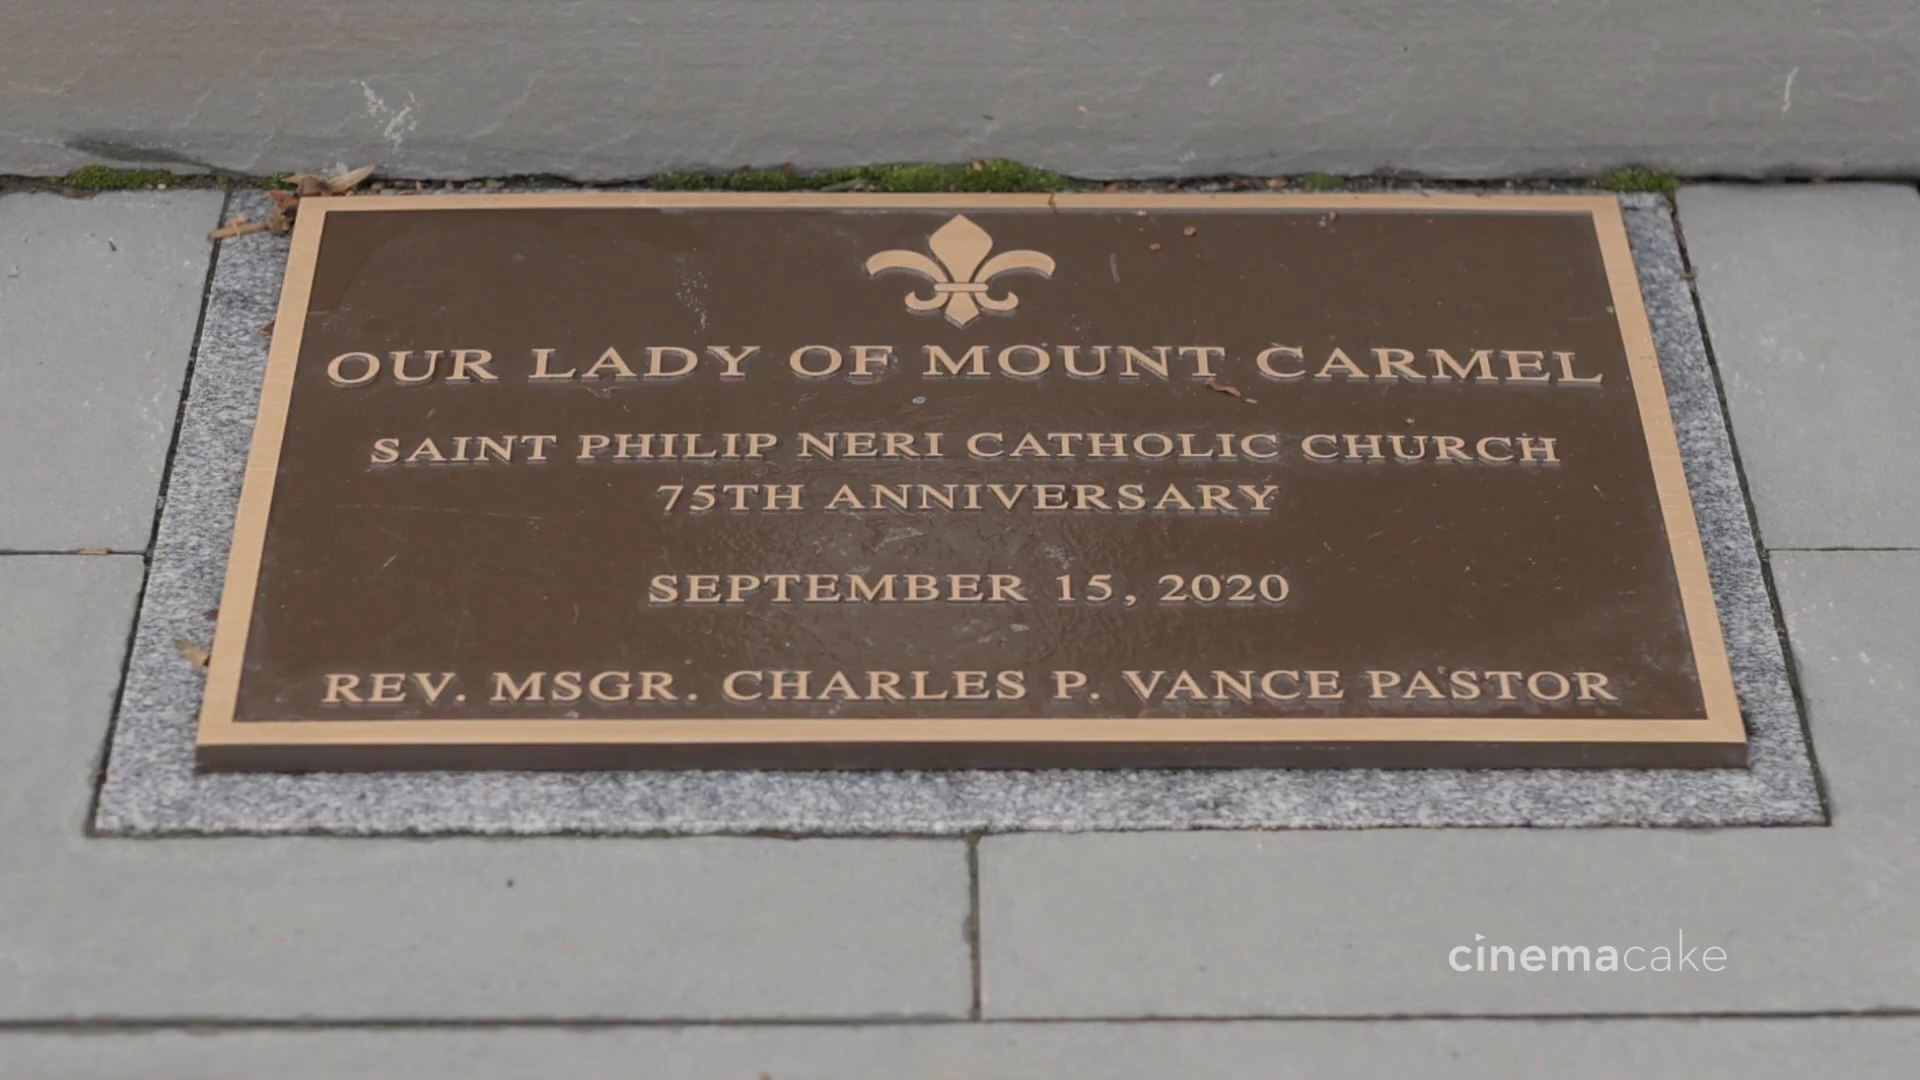 OUR LADY OF MOUNT CARMEL
SAINT PHILIP NERI CATHOLIC CHURCH
75TH ANNIVERSARY
SEPTEMBER 15, 2020
REV. MSGR. CHARLES P. VANCE PASTOR
cinemacake